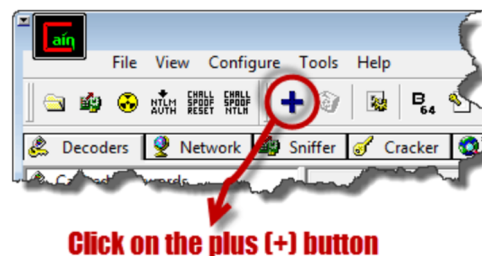 Cain
File View Configure Tools Help
NTLM AUTH CHALL SPOOF RESET CHALL SPOOF NTLM + B64
Decoders Network Sniffer Cracker
Click on the plus (+) button